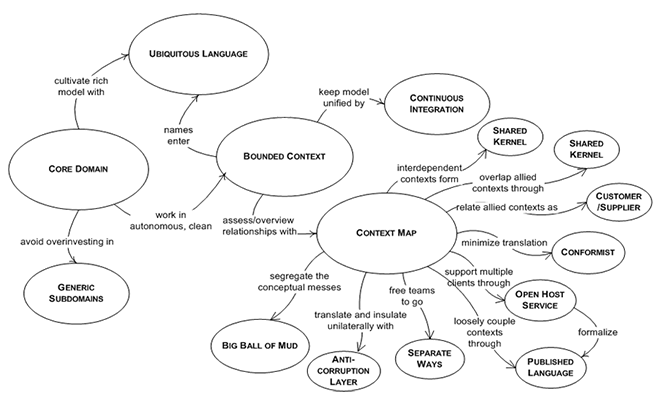 UBIQUITOUS LANGUAGE
cultivate rich
model with
keep model
unified by
CONTINUOUS
INTEGRATION
names
enter
SHARED
KERNEL
SHARED
KERNEL
CORE DOMAIN
BOUNDED CONTEXT
interdependent
contexts form
overlap allied
contexts through
work in
autonomous, clean
assess/overview
relationships with
relate allied contexts as
CUSTOMER
/SUPPLIER
CONTEXT MAP
avoid overinvesting in
minimize translation
CONFORMIST
GENERIC
SUBDOMAINS
segregate the
conceptual messes
support multiple
clients through
free teams
to go
OPEN HOST
SERVICE
translate and insulate
unilaterally with
loosely couple
contexts
through
formalize
BIG BALL OF MUD
ANTI-
CORRUPTION
LAYER
SEPARATE
WAYS
PUBLISHED
LANGUAGE